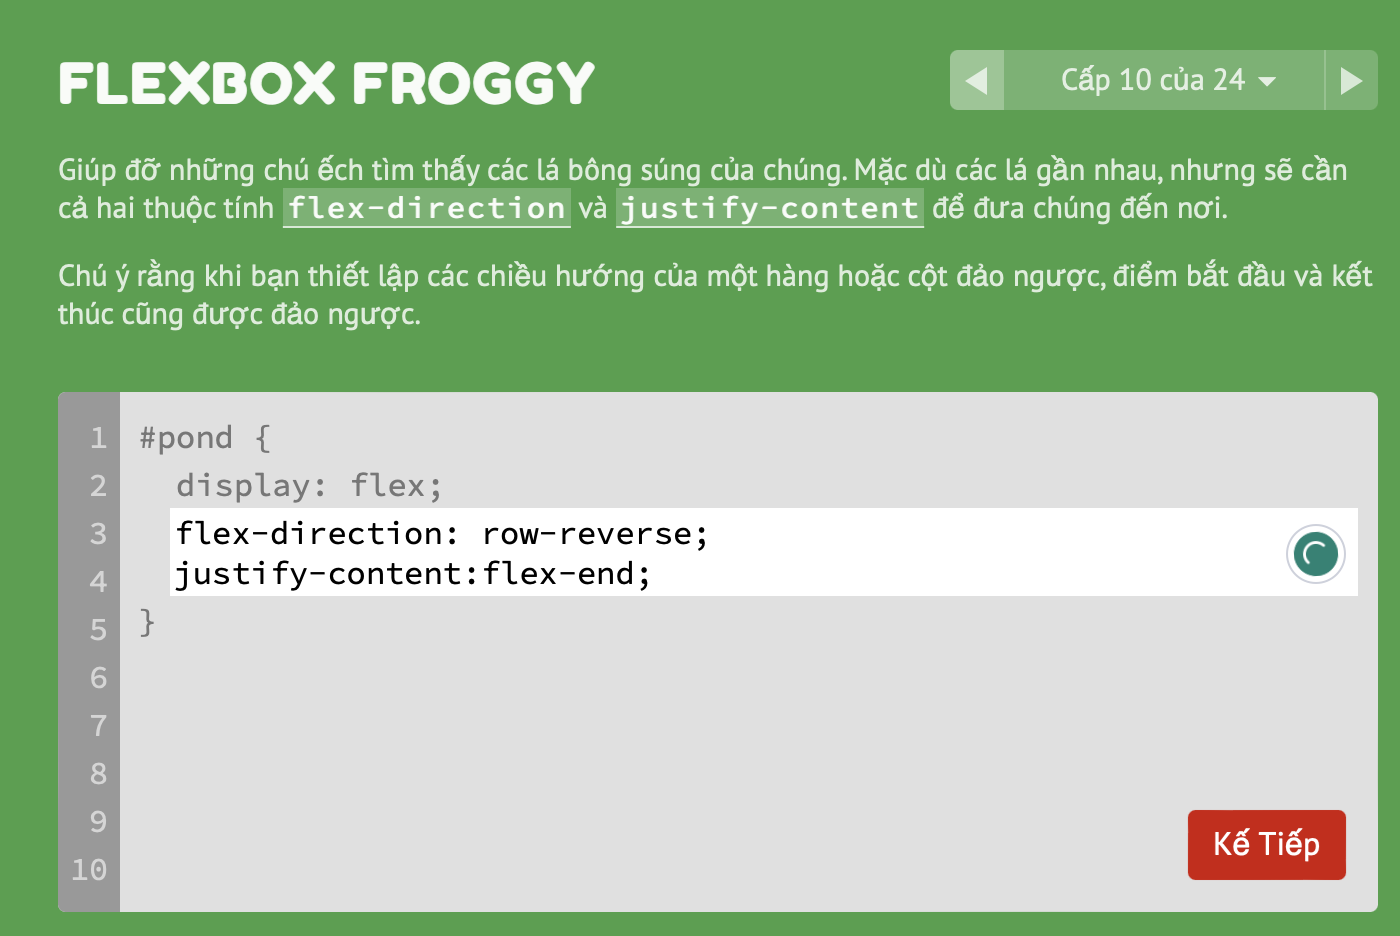 FLEXBOX FROGGY
Cấp 10 của 24
Giúp đỡ những chú ếch tìm thấy các lá bông súng của chúng. Mặc dù các lá gần nhau, nhưng sẽ cần
cả hai thuộc tính flex-direction và justify-content để đưa chúng đến nơi.
Chú ý rằng khi bạn thiết lập các chiều hướng của một hàng hoặc cột đảo ngược, điểm bắt đầu và kết
thúc cũng được đảo ngược.
1 #pond {
2 display: flex;
3 flex-direction: row-reverse;
4 justify-content:flex-end;
5 }
6
7
8
9
10
Kế Tiếp